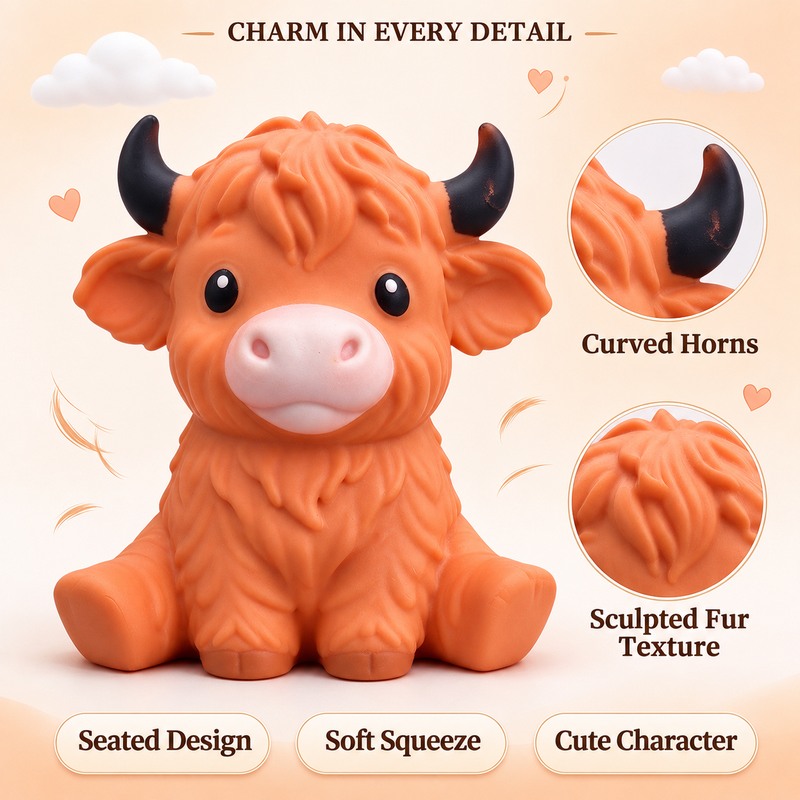 CHARM IN EVERY DETAIL
Curved Horns
Sculpted Fur
Texture
Seated Design
Soft Squeeze
Cute Character